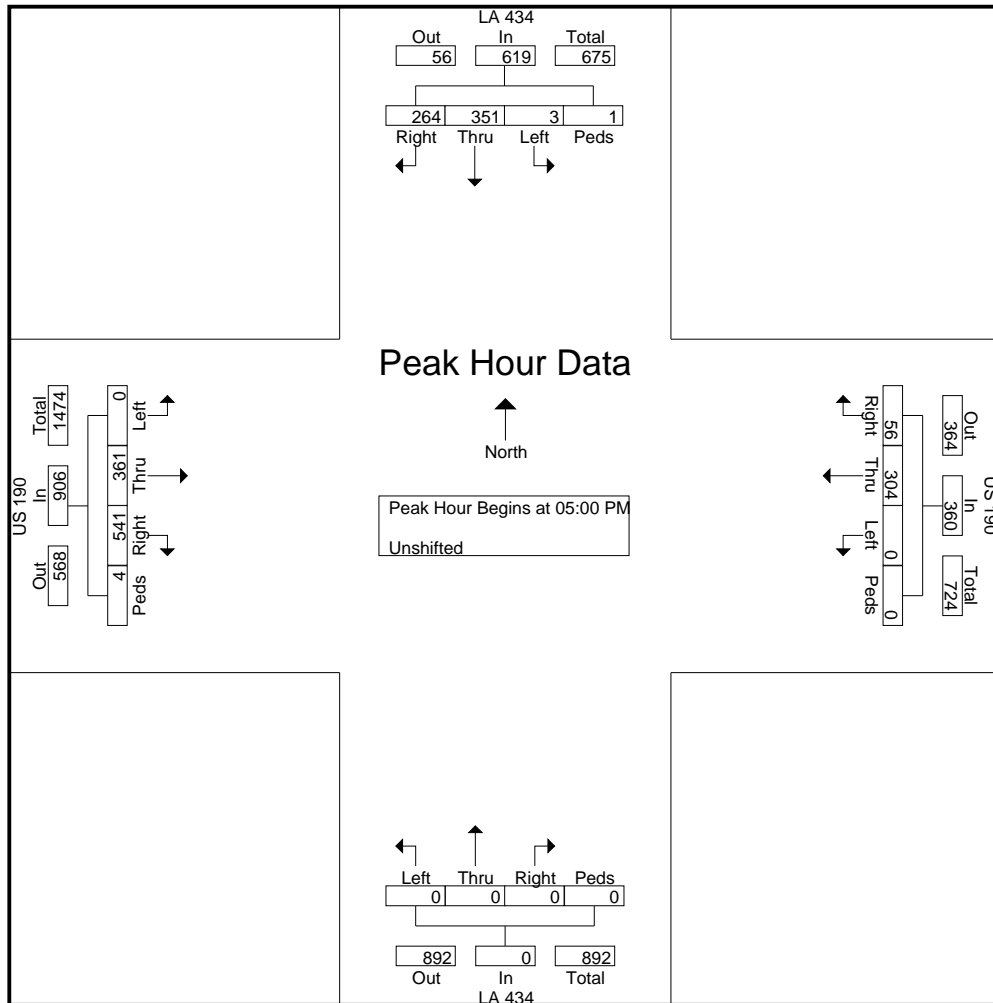 LA 434
Out In Total
56 619 675
264 351 3 1
Right Thru Left Peds
Peak Hour Data
North
Peak Hour Begins at 05:00 PM
Unshifted
US 190
Out In Total
568 906 1474
Left Thru Right Peds
0 361 541 4
US 190
Out In Total
364 360 724
Right Thru Left Peds
56 304 0 0
Left Thru Right Peds
0 0 0 0
892 0 892
Out In Total
LA 434